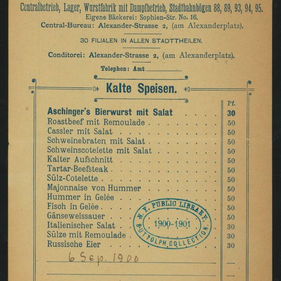 Centralbetrieb, Lager, Wurstfabrik mit Dampfbetrieb, Stadtbahnbögen 88, 89, 93, 94, 95.
Eigene Bäckerei: Sophien-Str. No. 16.
Central-Bureau: Alexander-Strasse 2, (am Alexanderplatz).
30 FILIALEN IN ALLEN STADTTHEILEN.
Conditorei: Alexander-Strasse 2, (am Alexanderplatz).
Telephon: Amt
Kalte Speisen.
Pf.
Aschinger's Bierwurst mit Salat 30
Roastbeef mit Remoulade 50
Cassler mit Salat 50
Schweinebraten mit Salat 50
Schweinscotelette mit Salat 50
Kalter Aufschnitt 50
Tartar-Beefsteak 50
Sülz-Cotelette 50
Majonnaise von Hummer 50
Hummer in Gelée 50
Fisch in Gelée 50
Gänseweissauer 50
Italienischer Salat 30
Sülze mit Remoulade 30
Russische Eier 30
N.Y. PUBLIC LIBRARY
1900-1901
BUTTOLPH COLLECTION
6 Sep. 1900